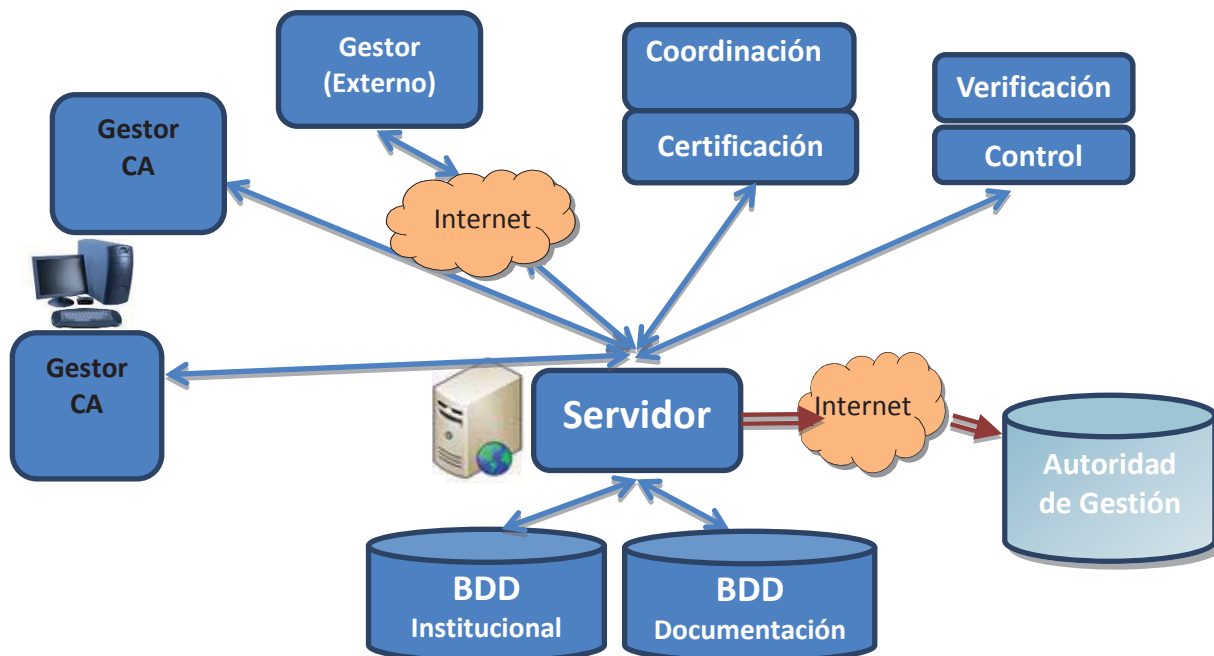 Gestor
(Externo)
Coordinación
Certificación
Verificación
Control
Gestor
CA
Internet
Gestor
CA
Servidor
Internet
Autoridad
de Gestión
BDD
Institucional
BDD
Documentación